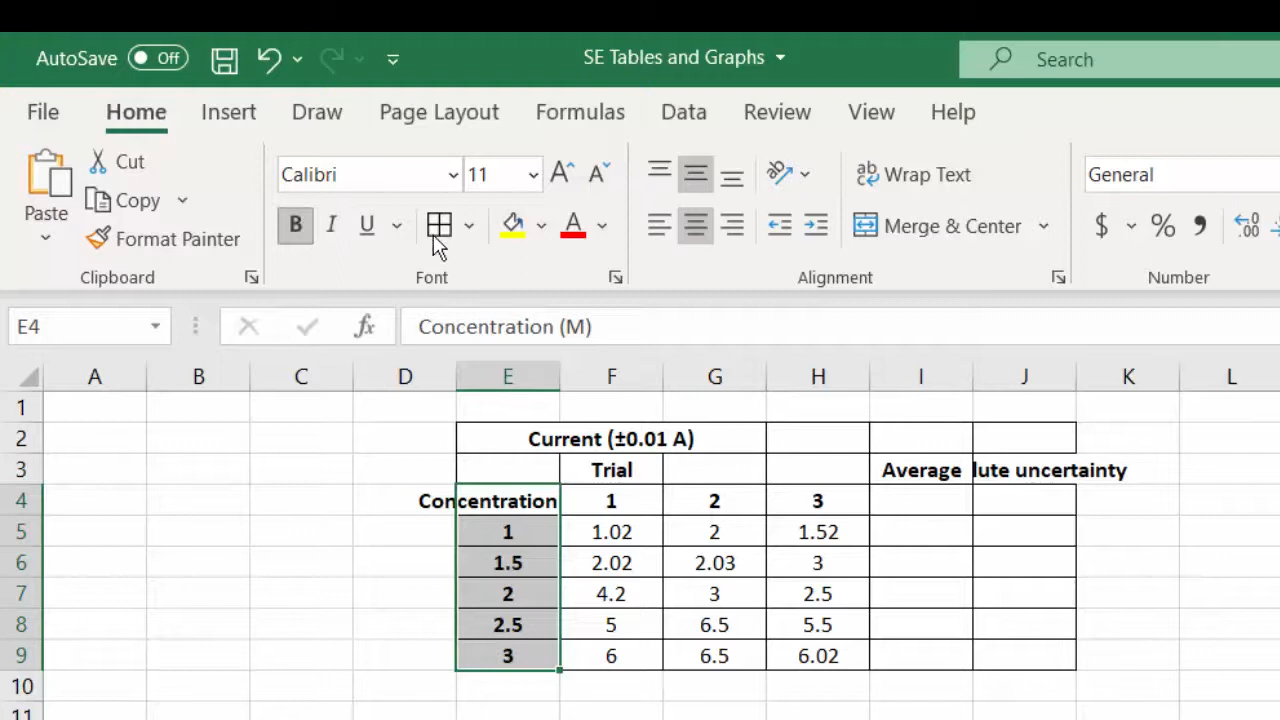 AutoSave Off SE Tables and Graphs Search
File Home Insert Draw Page Layout Formulas Data Review View Help
Paste Cut Copy Format Painter
Clipboard
Calibri 11 A A
B I U A
Font
ab Wrap Text
Merge & Center
Alignment
General
$ % , .00
Number
E4 fx Concentration (M)
A B C D E F G H I J K L
1
2 Current (±0.01 A)
3 Trial Average lute uncertainty
4 Concentration 1 2 3
5 1 1.02 2 1.52
6 1.5 2.02 2.03 3
7 2 4.2 3 2.5
8 2.5 5 6.5 5.5
9 3 6 6.5 6.02
10
11